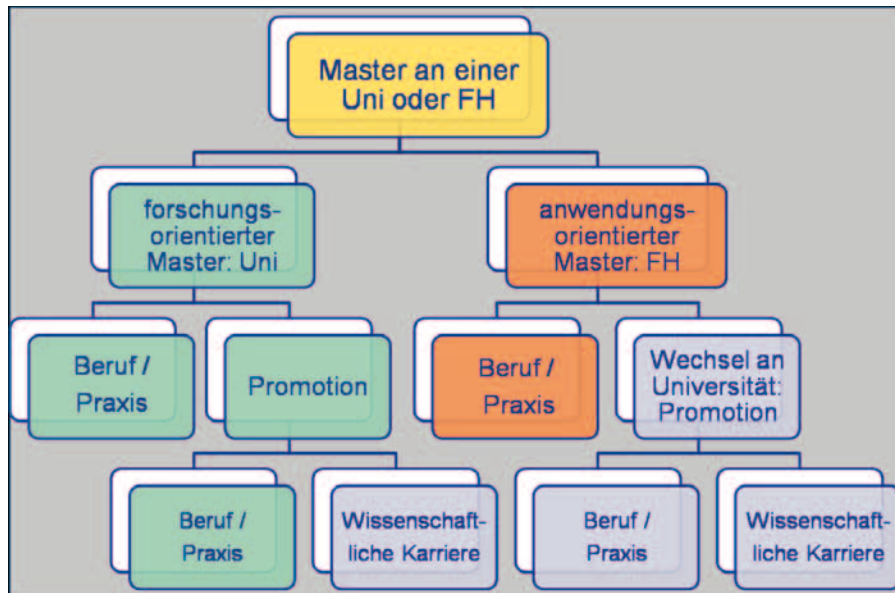 Master an einer
Uni oder FH
forschungs-
orientierter
Master: Uni
anwendungs-
orientierter
Master: FH
Beruf /
Praxis
Promotion
Beruf /
Praxis
Wechsel an
Universität:
Promotion
Beruf /
Praxis
Wissenschaft-
liche Karriere
Beruf /
Praxis
Wissenschaft-
liche Karriere